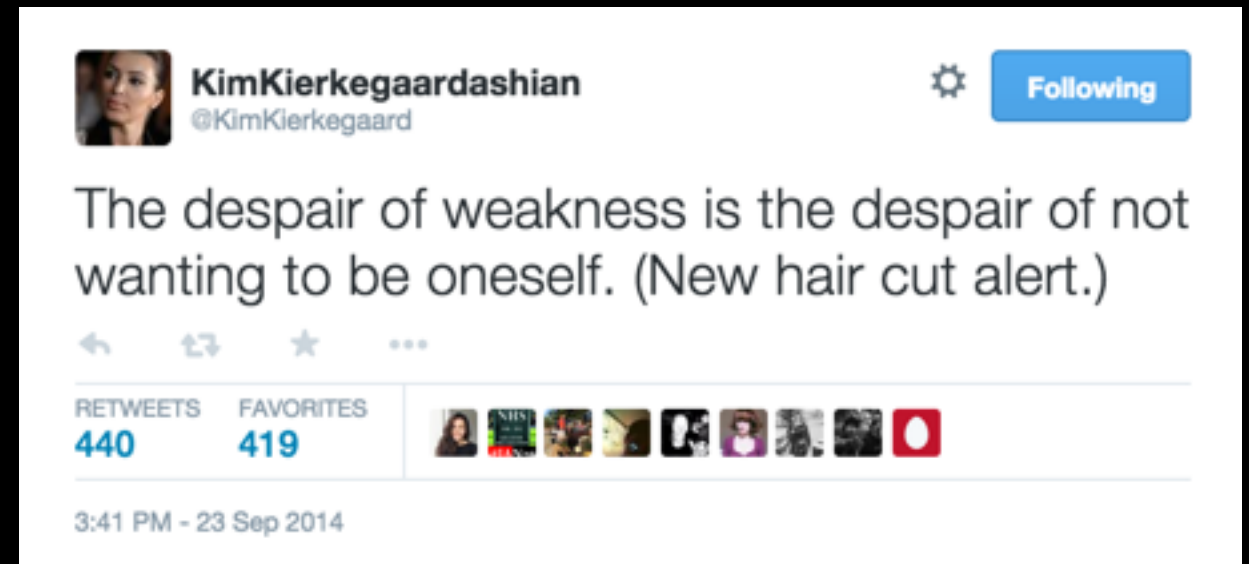 KimKierkegaardashian
@KimKierkegaard
Following
The despair of weakness is the despair of not
wanting to be oneself. (New hair cut alert.)
RETWEETS FAVORITES
440 419
NHS
3:41 PM - 23 Sep 2014